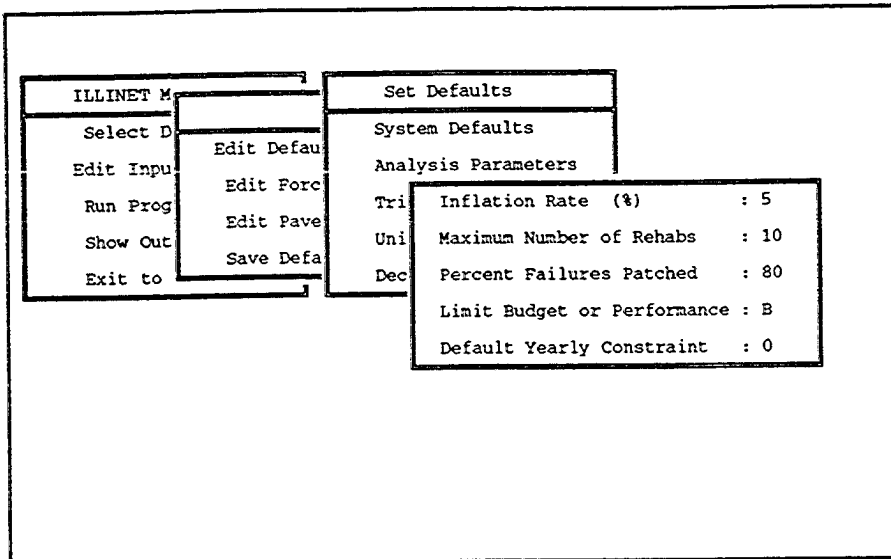 ILLINET M
Select D
Edit Inpu
Run Prog
Show Out
Exit to
Edit Defau
Edit Forc
Edit Pave
Save Defa
Set Defaults
System Defaults
Analysis Parameters
Tri
Uni
Dec
Inflation Rate (%) : 5
Maximum Number of Rehabs : 10
Percent Failures Patched : 80
Limit Budget or Performance : B
Default Yearly Constraint : 0